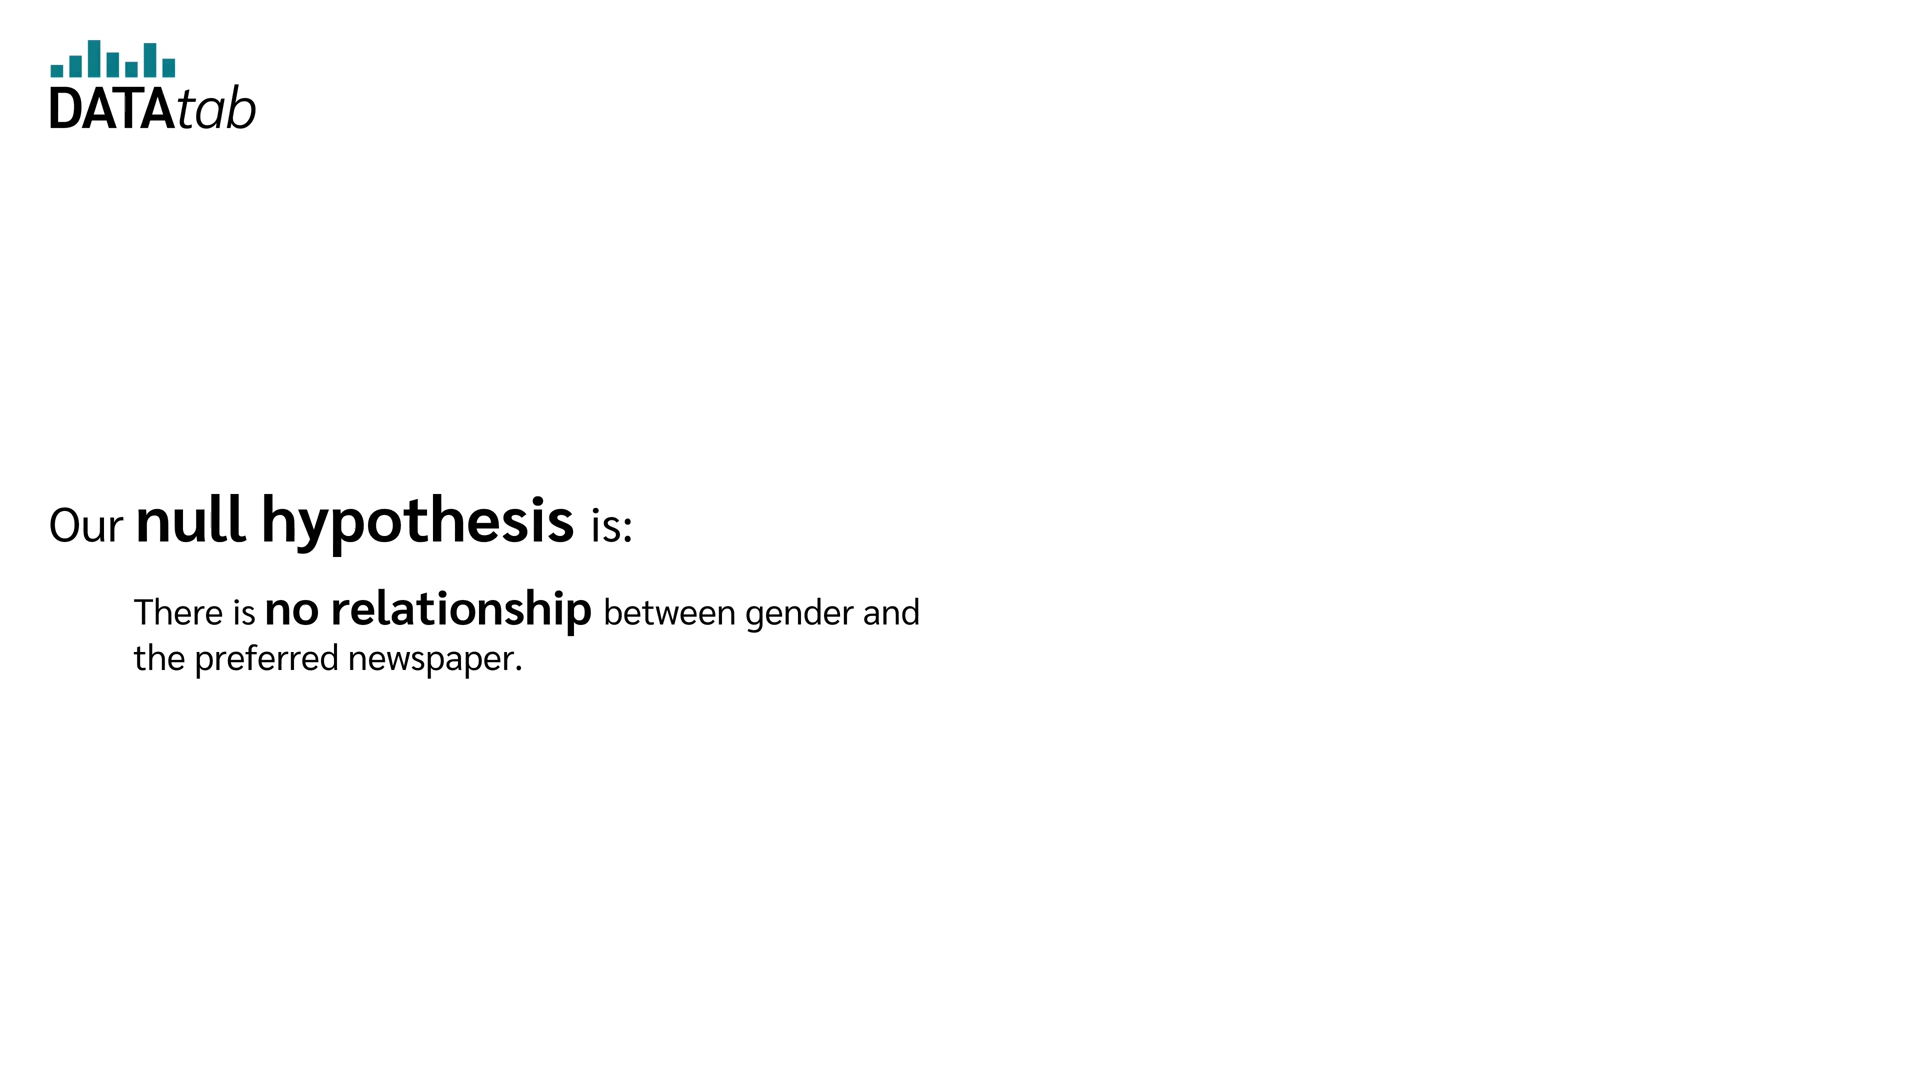 DATAtab
Our null hypothesis is:
There is no relationship between gender and
the preferred newspaper.